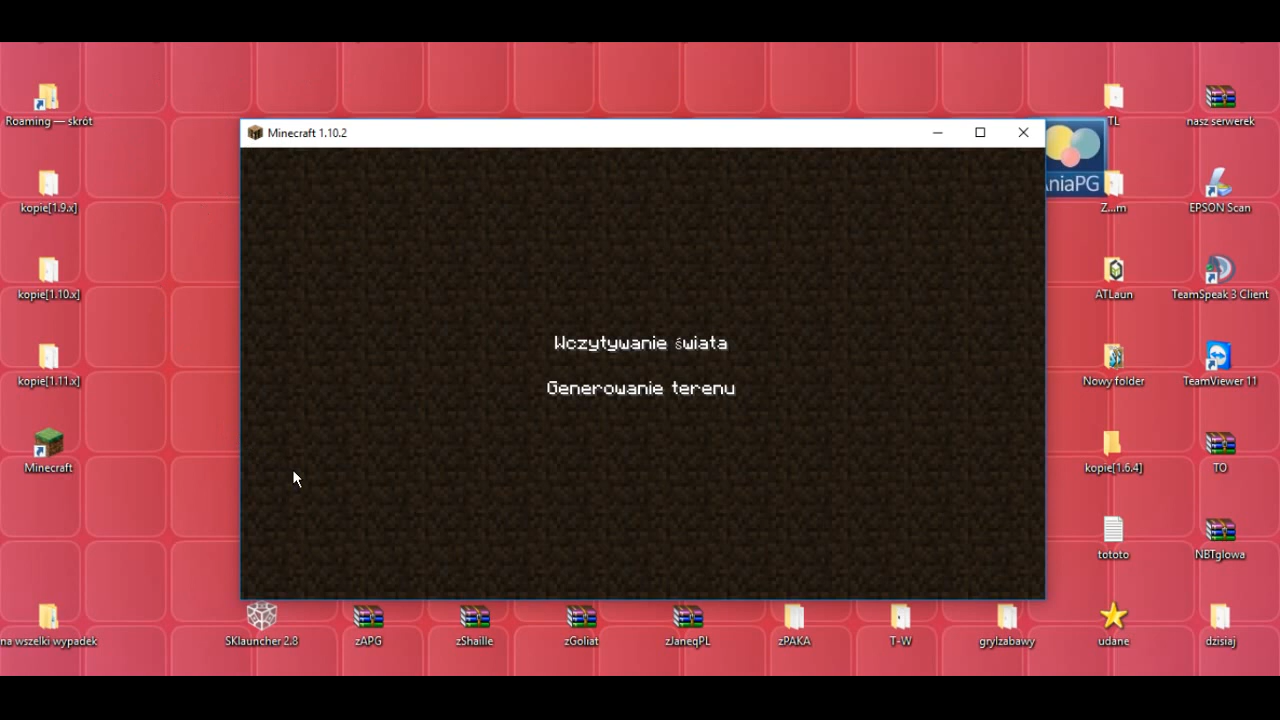 Minecraft 1.10.2
Wczytywanie świata
Generowanie terenu
Roaming — skrót
kopie[1.9.x]
kopie[1.10.x]
kopie[1.11.x]
Minecraft
na wszelki wypadek
SKlauncher 2.8
zAPG
zShaille
zGoliat
zJaneqPL
zPAKA
T-W
gryIzabawy
udane
dzisiaj
TL
nasz serwerek
niaPG
Z...m
EPSON Scan
ATLaun
TeamSpeak 3 Client
Nowy folder
TeamViewer 11
kopie[1.6.4]
TO
tototo
NBTglowa